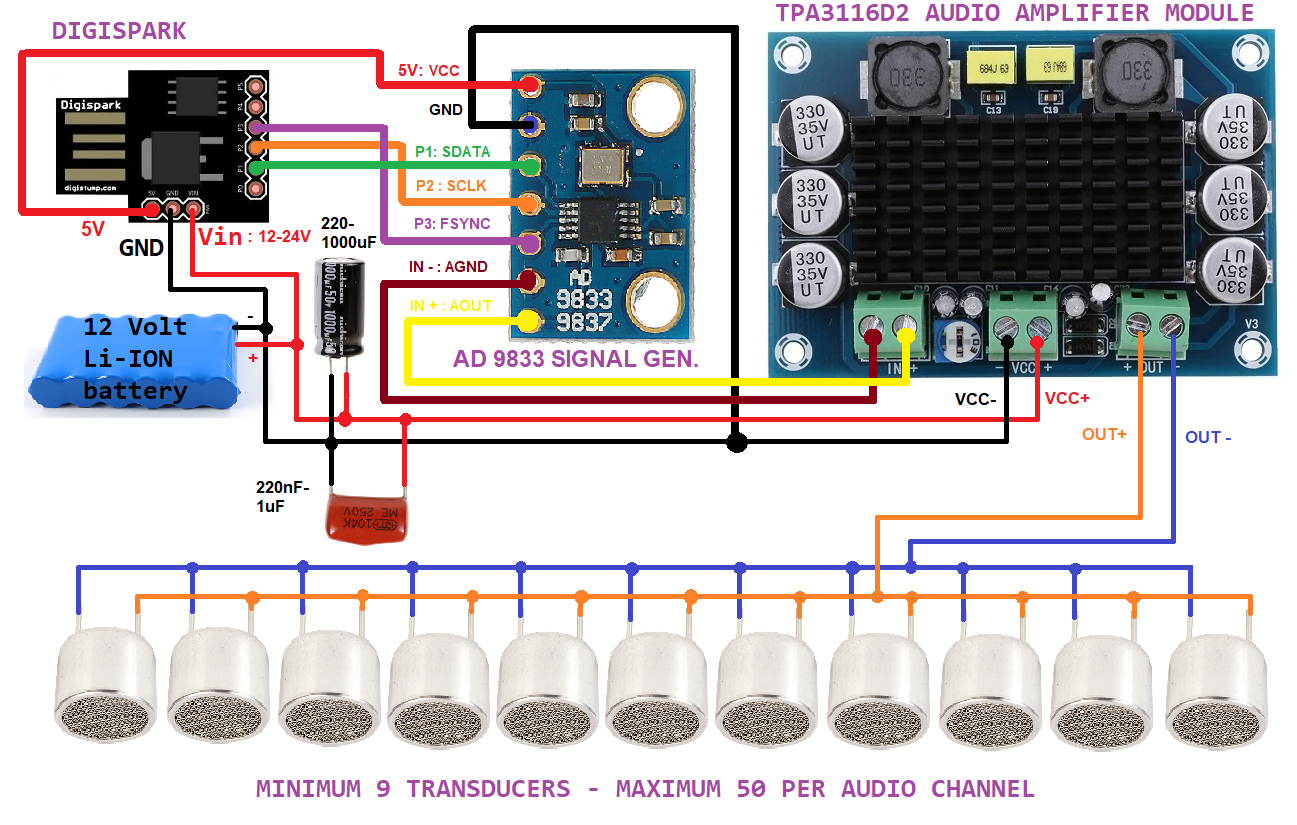 TPA3116D2 AUDIO AMPLIFIER MODULE
DIGISPARK
5V: VCC
GND
P1: SDATA
P2 : SCLK
P3: FSYNC
IN - : AGND
IN + : AOUT
Digispark
digistump.com
5V GND VIN
P5
P4
P3
P2
P1
P0
5V
GND
Vin : 12-24V
220-
1000uF
12 Volt
Li-ION
battery
-
+
AD
9833
9837
AD 9833 SIGNAL GEN.
330
330
684J 63
C13
C19
330
35V
UT
330
35V
UT
330
35V
UT
330
35V
UT
330
35V
UT
330
35V
UT
V3
IN +
- VCC +
+ OUT -
VCC-
VCC+
OUT+
OUT -
220nF-
1uF
104K
ME 250V
MINIMUM 9 TRANSDUCERS - MAXIMUM 50 PER AUDIO CHANNEL